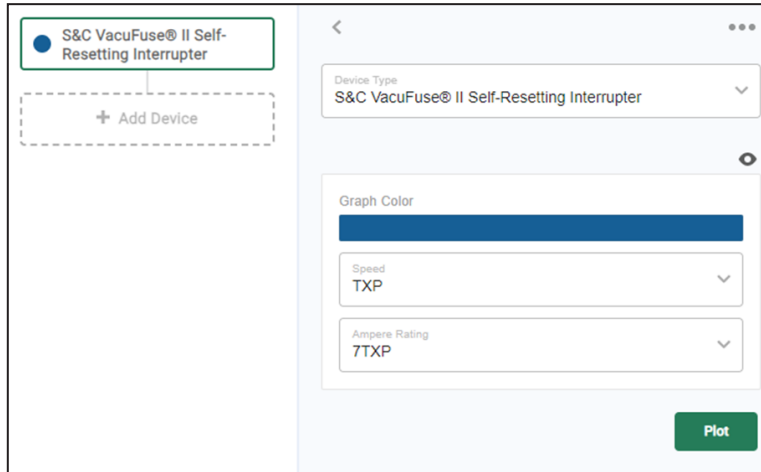 S&C VacuFuse® II Self-
Resetting Interrupter
+ Add Device
Device Type
S&C VacuFuse® II Self-Resetting Interrupter
Graph Color
Speed
TXP
Ampere Rating
7TXP
Plot